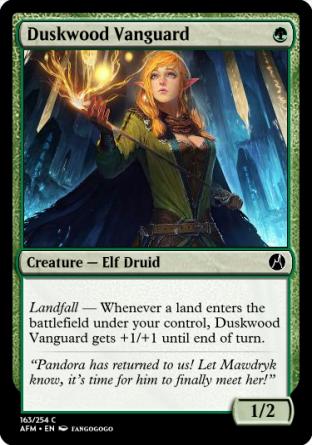 Duskwood Vanguard
Creature — Elf Druid
Landfall — Whenever a land enters the
battlefield under your control, Duskwood
Vanguard gets +1/+1 until end of turn.
“Pandora has returned to us! Let Mawdryk
know, it’s time for him to finally meet her!”
1/2
163/254 C
AFM • EN FANGOGOGO